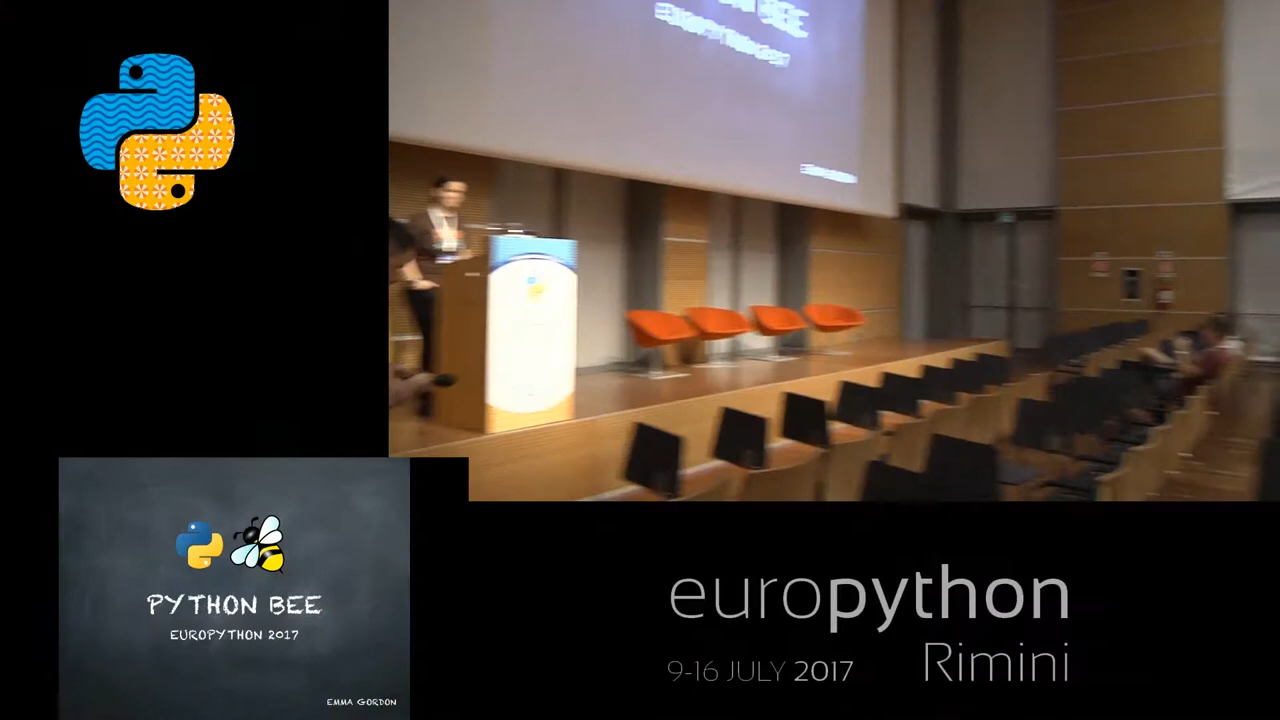 PYTHON BEE
EUROPYTHON 2017
EMMA GORDON
europython
9-16 JULY 2017
Rimini